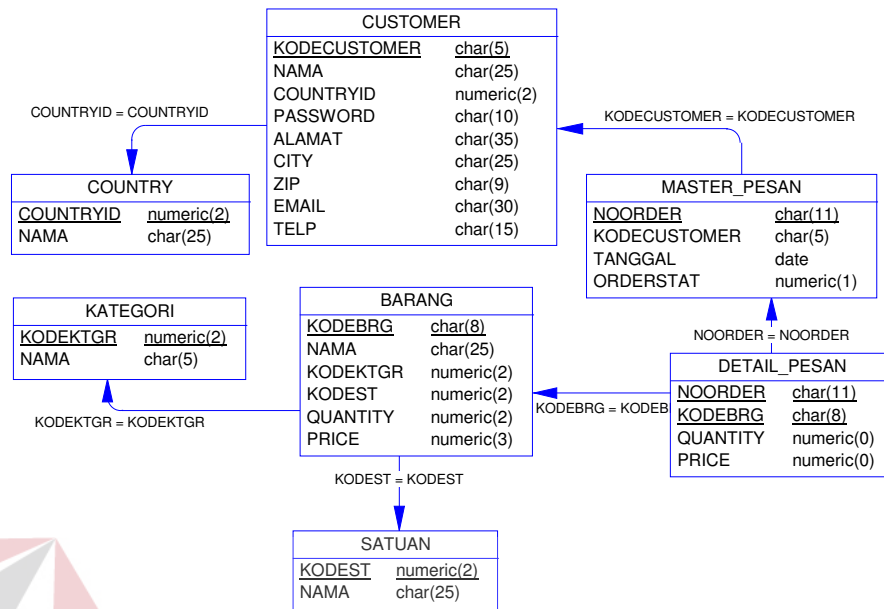 CUSTOMER
KODECUSTOMER char(5)
NAMA char(25)
COUNTRYID numeric(2)
PASSWORD char(10)
ALAMAT char(35)
CITY char(25)
ZIP char(9)
EMAIL char(30)
TELP char(15)
COUNTRYID = COUNTRYID
KODECUSTOMER = KODECUSTOMER
COUNTRY
COUNTRYID numeric(2)
NAMA char(25)
MASTER_PESAN
NOORDER char(11)
KODECUSTOMER char(5)
TANGGAL date
ORDERSTAT numeric(1)
KATEGORI
KODEKTGR numeric(2)
NAMA char(5)
BARANG
KODEBRG char(8)
NAMA char(25)
KODEKTGR numeric(2)
KODEST numeric(2)
QUANTITY numeric(2)
PRICE numeric(3)
NOORDER = NOORDER
DETAIL_PESAN
NOORDER char(11)
KODEBRG char(8)
QUANTITY numeric(0)
PRICE numeric(0)
KODEBRG = KODEB
KODEKTGR = KODEKTGR
KODEST = KODEST
SATUAN
KODEST numeric(2)
NAMA char(25)